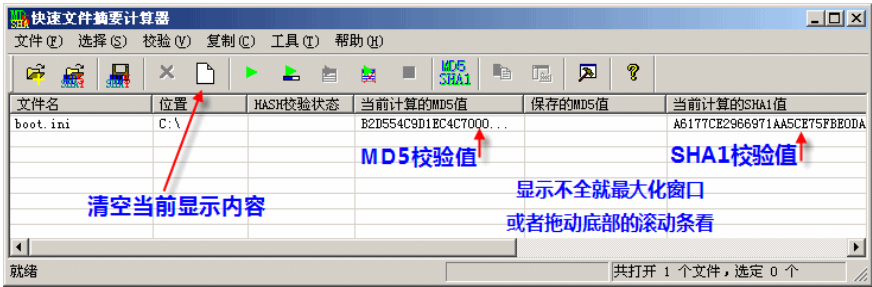 快速文件摘要计算器
文件(F) 选择(S) 校验(V) 复制(C) 工具(T) 帮助(H)
MD5
SHA1
文件名 位置 HASH校验状态 当前计算的MD5值 保存的MD5值 当前计算的SHA1值
boot.ini C:\ B2D554C9D1EC4C7000... A6177CE2966971AA5CE75FBE0DA
MD5校验值 SHA1校验值
清空当前显示内容
显示不全就最大化窗口
或者拖动底部的滚动条看
就绪 共打开 1 个文件，选定 0 个